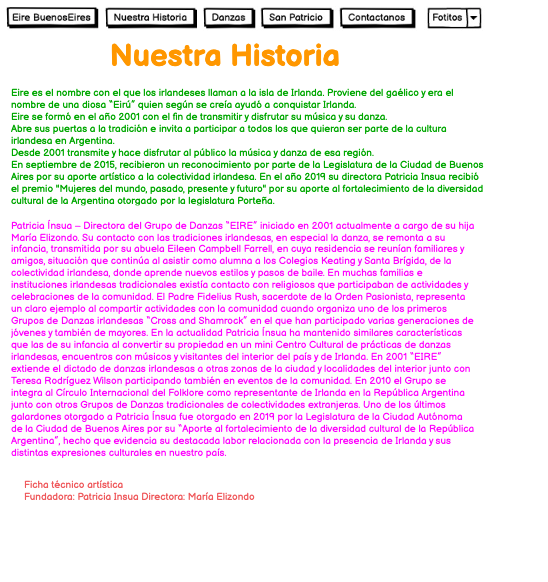 Eire BuenosEires
Nuestra Historia
Danzas
San Patricio
Contactanos
Fotitos
Nuestra Historia
Eire es el nombre con el que los irlandeses llaman a la isla de Irlanda. Proviene del gaélico y era el
nombre de una diosa "Eirú" quien según se creía ayudó a conquistar Irlanda.
Eire se formó en el año 2001 con el fin de transmitir y disfrutar su música y su danza.
Abre sus puertas a la tradición e invita a participar a todos los que quieran ser parte de la cultura
irlandesa en Argentina.
Desde 2001 transmite y hace disfrutar al público la música y danza de esa región.
En septiembre de 2015, recibieron un reconocimiento por parte de la Legislatura de la Ciudad de Buenos
Aires por su aporte artístico a la colectividad irlandesa. En el año 2019 su directora Patricia Insua recibió
el premio "Mujeres del mundo, pasado, presente y futuro" por su aporte al fortalecimiento de la diversidad
cultural de la Argentina otorgado por la legislatura Porteña.
Patricia Ínsua – Directora del Grupo de Danzas "EIRE" iniciado en 2001 actualmente a cargo de su hija
María Elizondo. Su contacto con las tradiciones irlandesas, en especial la danza, se remonta a su
infancia, transmitida por su abuela Eileen Campbell Farrell, en cuya residencia se reunían familiares y
amigos, situación que continúa al asistir como alumna a los Colegios Keating y Santa Brígida, de la
colectividad irlandesa, donde aprende nuevos estilos y pasos de baile. En muchas familias e
instituciones irlandesas tradicionales existía contacto con religiosos que participaban de actividades y
celebraciones de la comunidad. El Padre Fidelius Rush, sacerdote de la Orden Pasionista, representa
un claro ejemplo al compartir actividades con la comunidad cuando organiza uno de los primeros
Grupos de Danzas irlandesas "Cross and Shamrock" en el que han participado varias generaciones de
jóvenes y también de mayores. En la actualidad Patricia Ínsua ha mantenido similares características
que las de su infancia al convertir su propiedad en un mini Centro Cultural de prácticas de danzas
irlandesas, encuentros con músicos y visitantes del interior del país y de Irlanda. En 2001 "EIRE"
extiende el dictado de danzas irlandesas a otras zonas de la ciudad y localidades del interior junto con
Teresa Rodríguez Wilson participando también en eventos de la comunidad. En 2010 el Grupo se
integra al Círculo Internacional del Folklore como representante de Irlanda en la República Argentina
junto con otros Grupos de Danzas tradicionales de colectividades extranjeras. Uno de los últimos
galardones otorgado a Patricia Ínsua fue otorgado en 2019 por la Legislatura de la Ciudad Autónoma
de la Ciudad de Buenos Aires por su "Aporte al fortalecimiento de la diversidad cultural de la República
Argentina", hecho que evidencia su destacada labor relacionada con la presencia de Irlanda y sus
distintas expresiones culturales en nuestro país.
Ficha técnico artística
Fundadora: Patricia Insua Directora: María Elizondo